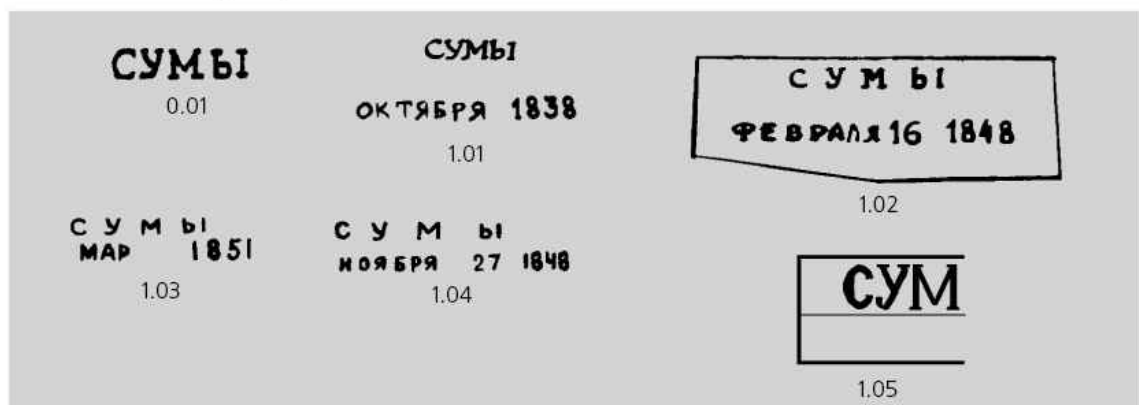 СУМЫ
0.01
СУМЫ
ОКТЯБРЯ 1838
1.01
С У М Ы
ФЕВРАЛЯ 16 1848
1.02
С У М Ы
МАР 1851
1.03
С У М Ы
НОЯБРЯ 27 1848
1.04
СУМ
1.05